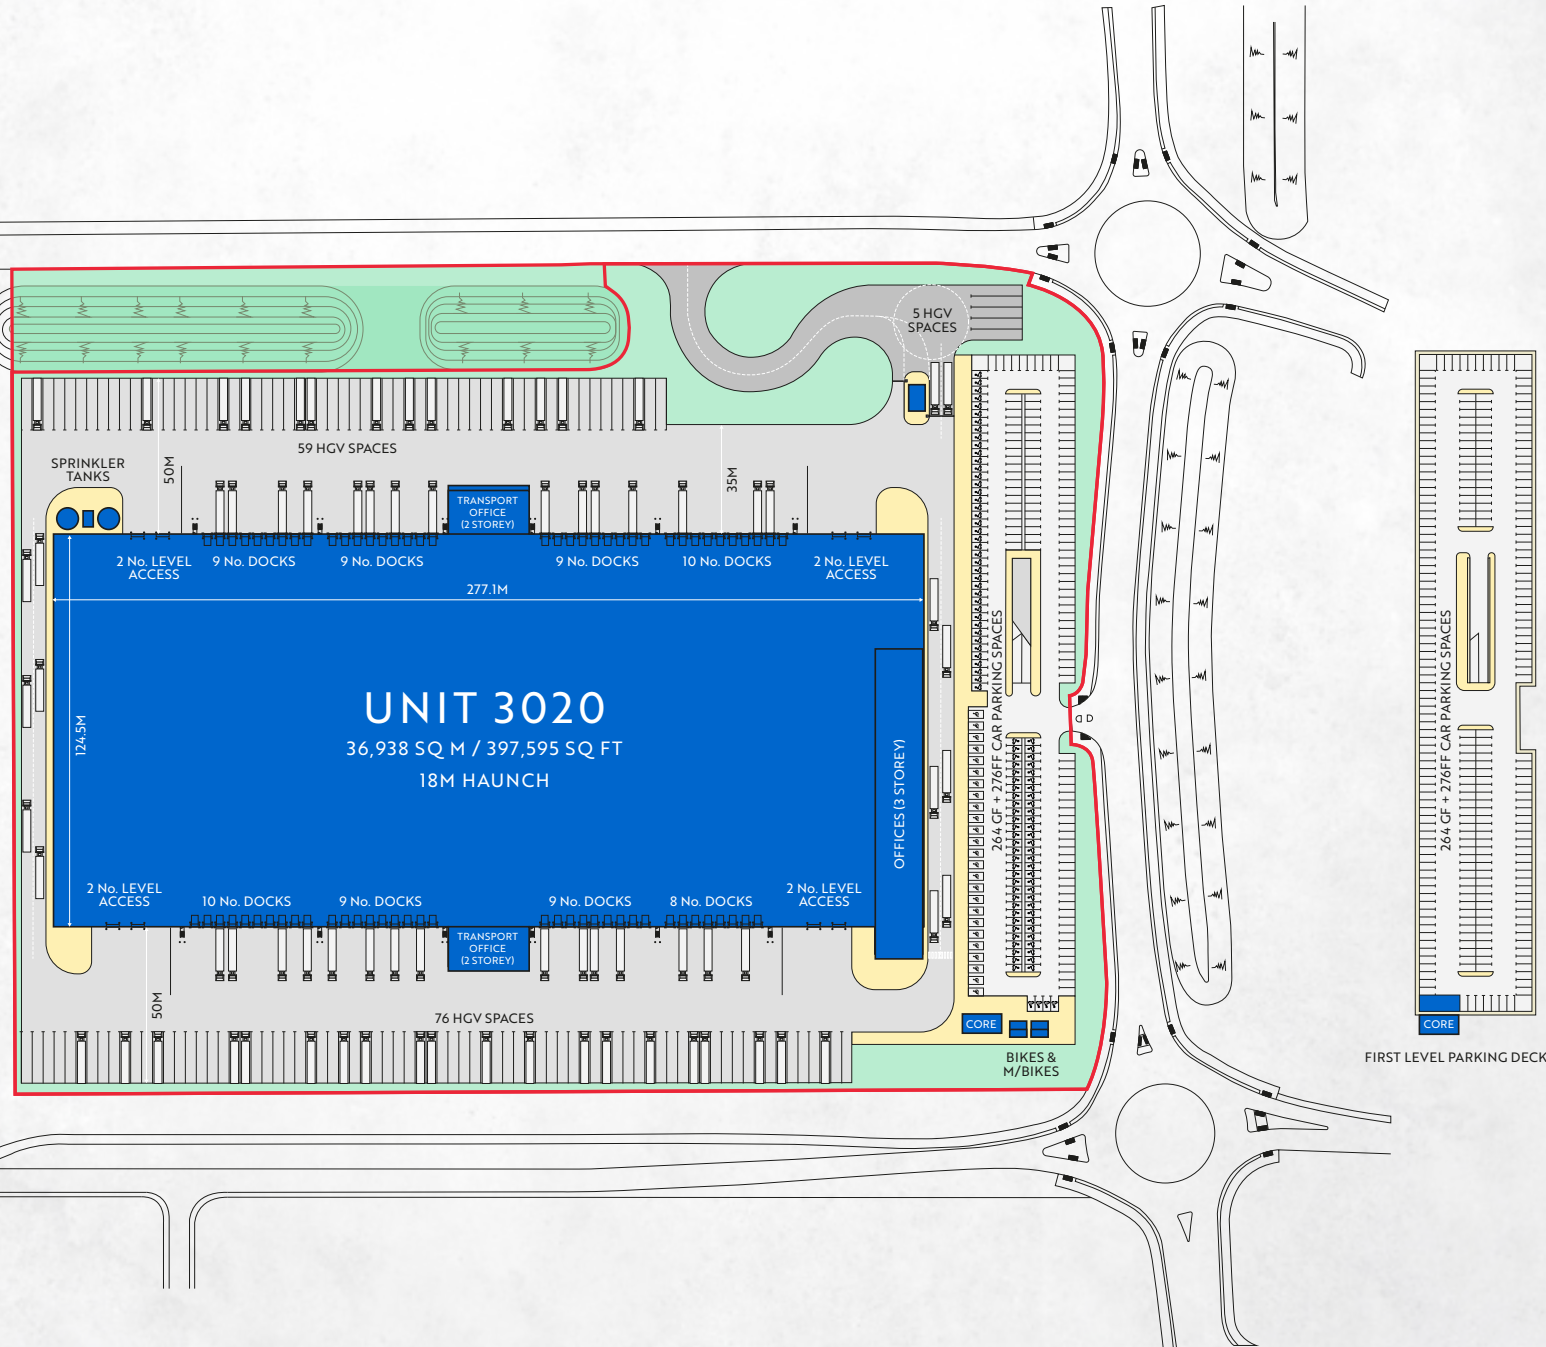 5 HGV
SPACES
59 HGV SPACES
SPRINKLER
TANKS
50M
35M
TRANSPORT
OFFICE
(2 STOREY)
2 No. LEVEL
ACCESS
9 No. DOCKS
9 No. DOCKS
9 No. DOCKS
10 No. DOCKS
2 No. LEVEL
ACCESS
277.1M
UNIT 3020
36,938 SQ M / 397,595 SQ FT
18M HAUNCH
124.5M
OFFICES (3 STOREY)
264 GF + 276FF CAR PARKING SPACES
264 GF + 276FF CAR PARKING SPACES
2 No. LEVEL
ACCESS
10 No. DOCKS
9 No. DOCKS
9 No. DOCKS
8 No. DOCKS
2 No. LEVEL
ACCESS
TRANSPORT
OFFICE
(2 STOREY)
50M
76 HGV SPACES
CORE
CORE
BIKES &
M/BIKES
FIRST LEVEL PARKING DECK